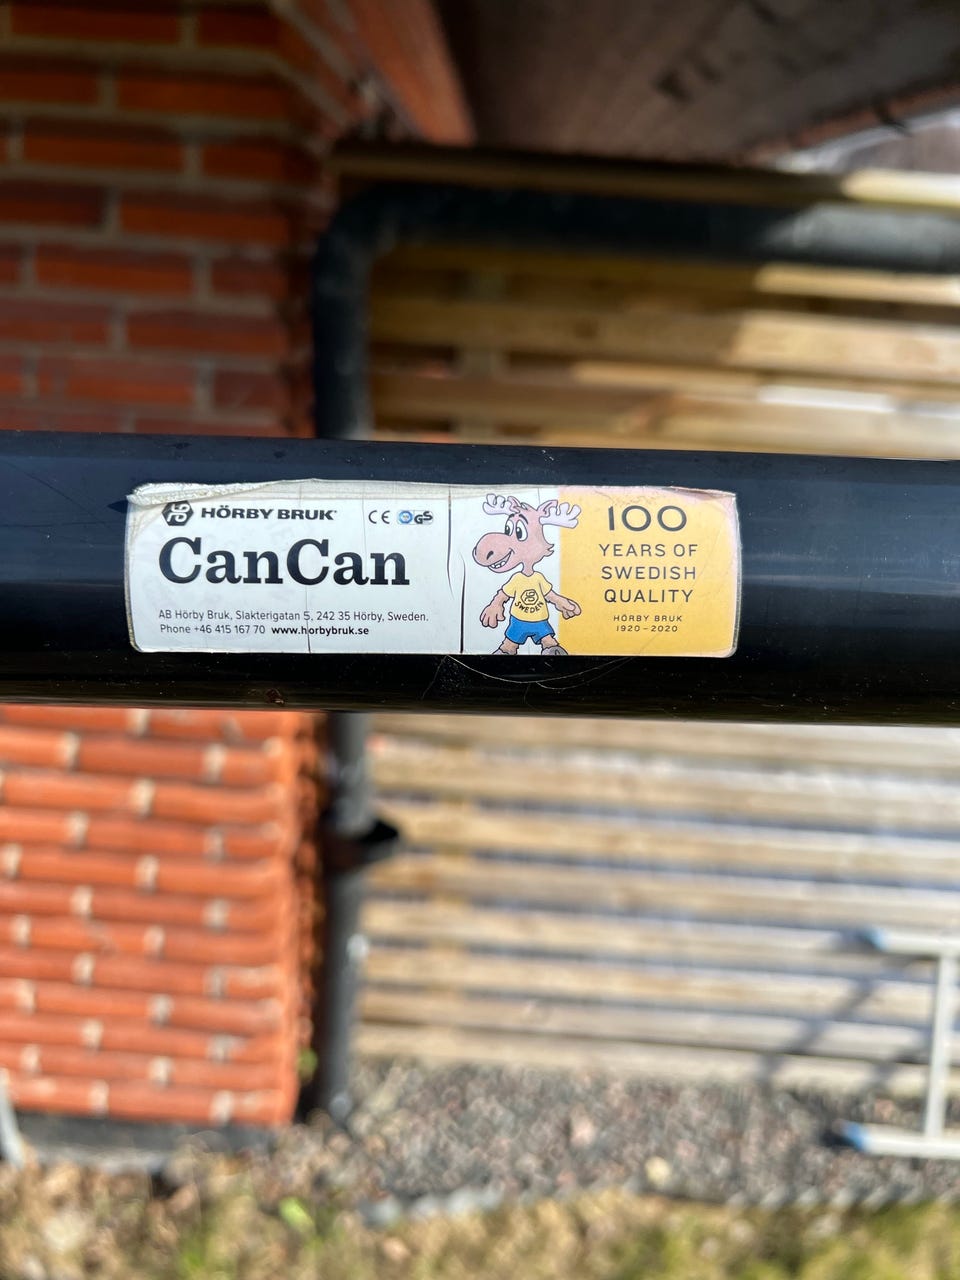 HÖRBY BRUK
CE GS
CanCan
AB Hörby Bruk, Slakterigatan 5, 242 35 Hörby, Sweden.
Phone +46 415 167 70 www.horbybruk.se
SWEDEN
100
YEARS OF
SWEDISH
QUALITY
HÖRBY BRUK
1920–2020